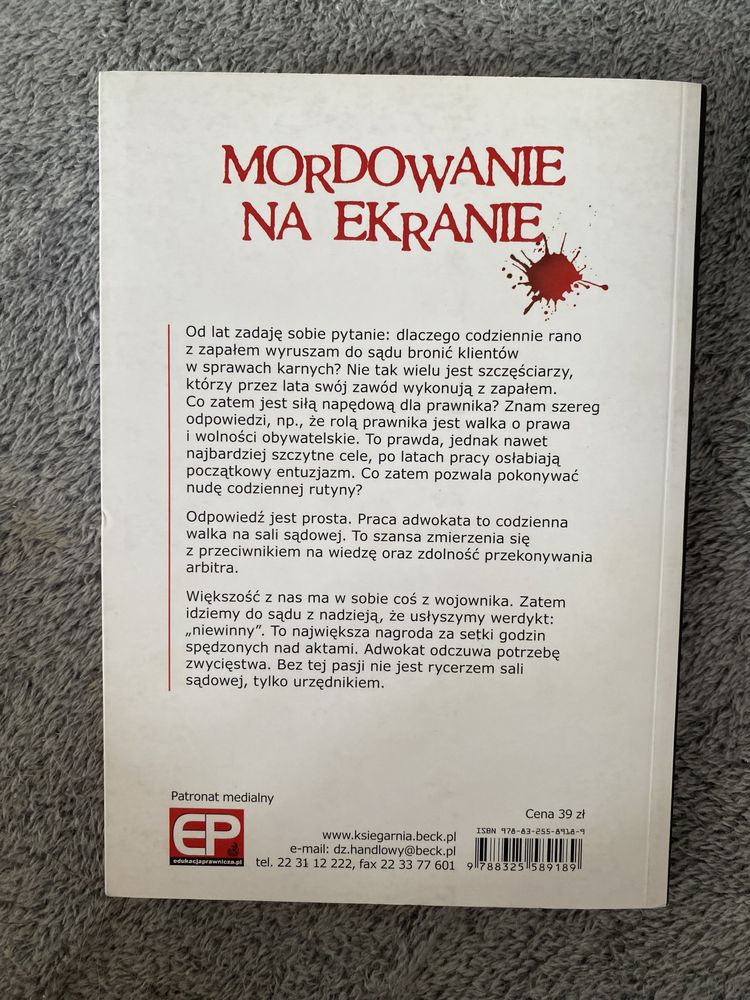 MORDOWANIE
NA EKRANIE
Od lat zadaję sobie pytanie: dlaczego codziennie rano
z zapałem wyruszam do sądu bronić klientów
w sprawach karnych? Nie tak wielu jest szczęściarzy,
którzy przez lata swój zawód wykonują z zapałem.
Co zatem jest siłą napędową dla prawnika? Znam szereg
odpowiedzi, np., że rolą prawnika jest walka o prawa
i wolności obywatelskie. To prawda, jednak nawet
najbardziej szczytne cele, po latach pracy osłabiają
początkowy entuzjazm. Co zatem pozwala pokonywać
nudę codziennej rutyny?
Odpowiedź jest prosta. Praca adwokata to codzienna
walka na sali sądowej. To szansa zmierzenia się
z przeciwnikiem na wiedzę oraz zdolność przekonywania
arbitra.
Większość z nas ma w sobie coś z wojownika. Zatem
idziemy do sądu z nadzieją, że usłyszymy werdykt:
„niewinny”. To największa nagroda za setki godzin
spędzonych nad aktami. Adwokat odczuwa potrzebę
zwycięstwa. Bez tej pasji nie jest rycerzem sali
sądowej, tylko urzędnikiem.
Patronat medialny
EP
edukacjaprawnicza.pl
www.ksiegarnia.beck.pl
e-mail: dz.handlowy@beck.pl
tel. 22 31 12 222, fax 22 33 77 601
Cena 39 zł
ISBN 978-83-255-8918-9
9 788325 589189